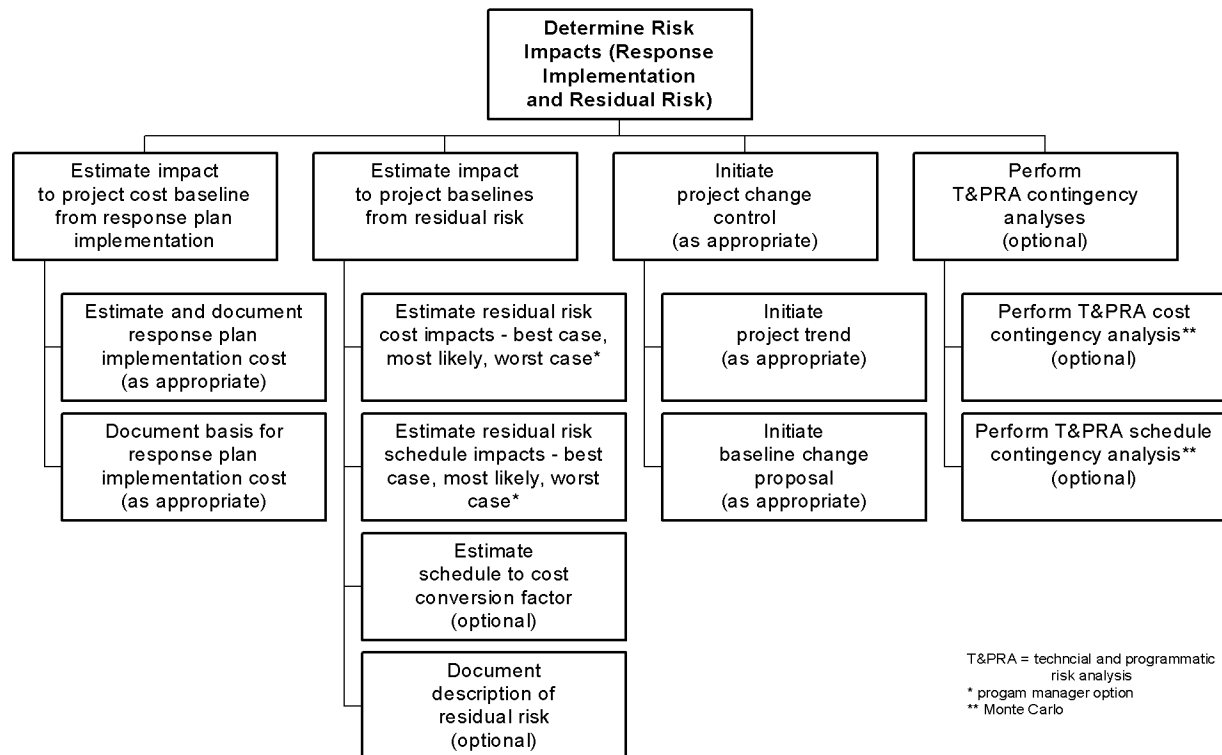 Determine Risk
Impacts (Response
Implementation
and Residual Risk)
Estimate impact
to project cost baseline
from response plan
implementation
Estimate impact
to project baselines
from residual risk
Initiate
project change
control
(as appropriate)
Perform
T&PRA contingency
analyses
(optional)
Estimate and document
response plan
implementation cost
(as appropriate)
Estimate residual risk
cost impacts - best case,
most likely, worst case*
Initiate
project trend
(as appropriate)
Perform T&PRA cost
contingency analysis**
(optional)
Document basis for
response plan
implementation cost
(as appropriate)
Estimate residual risk
schedule impacts - best
case, most likely, worst
case*
Initiate
baseline change
proposal
(as appropriate)
Perform T&PRA schedule
contingency analysis**
(optional)
Estimate
schedule to cost
conversion factor
(optional)
Document
description of
residual risk
(optional)
T&PRA = techncial and programmatic
risk analysis
* progam manager option
** Monte Carlo